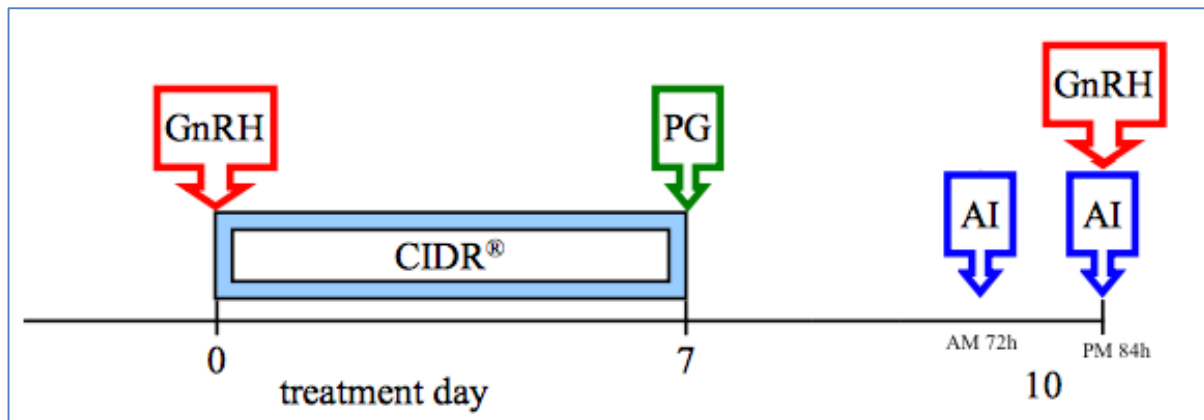 GnRH
GnRH
PG
AI
AI
CIDR®
AM 72h
PM 84h
0
7
10
treatment day